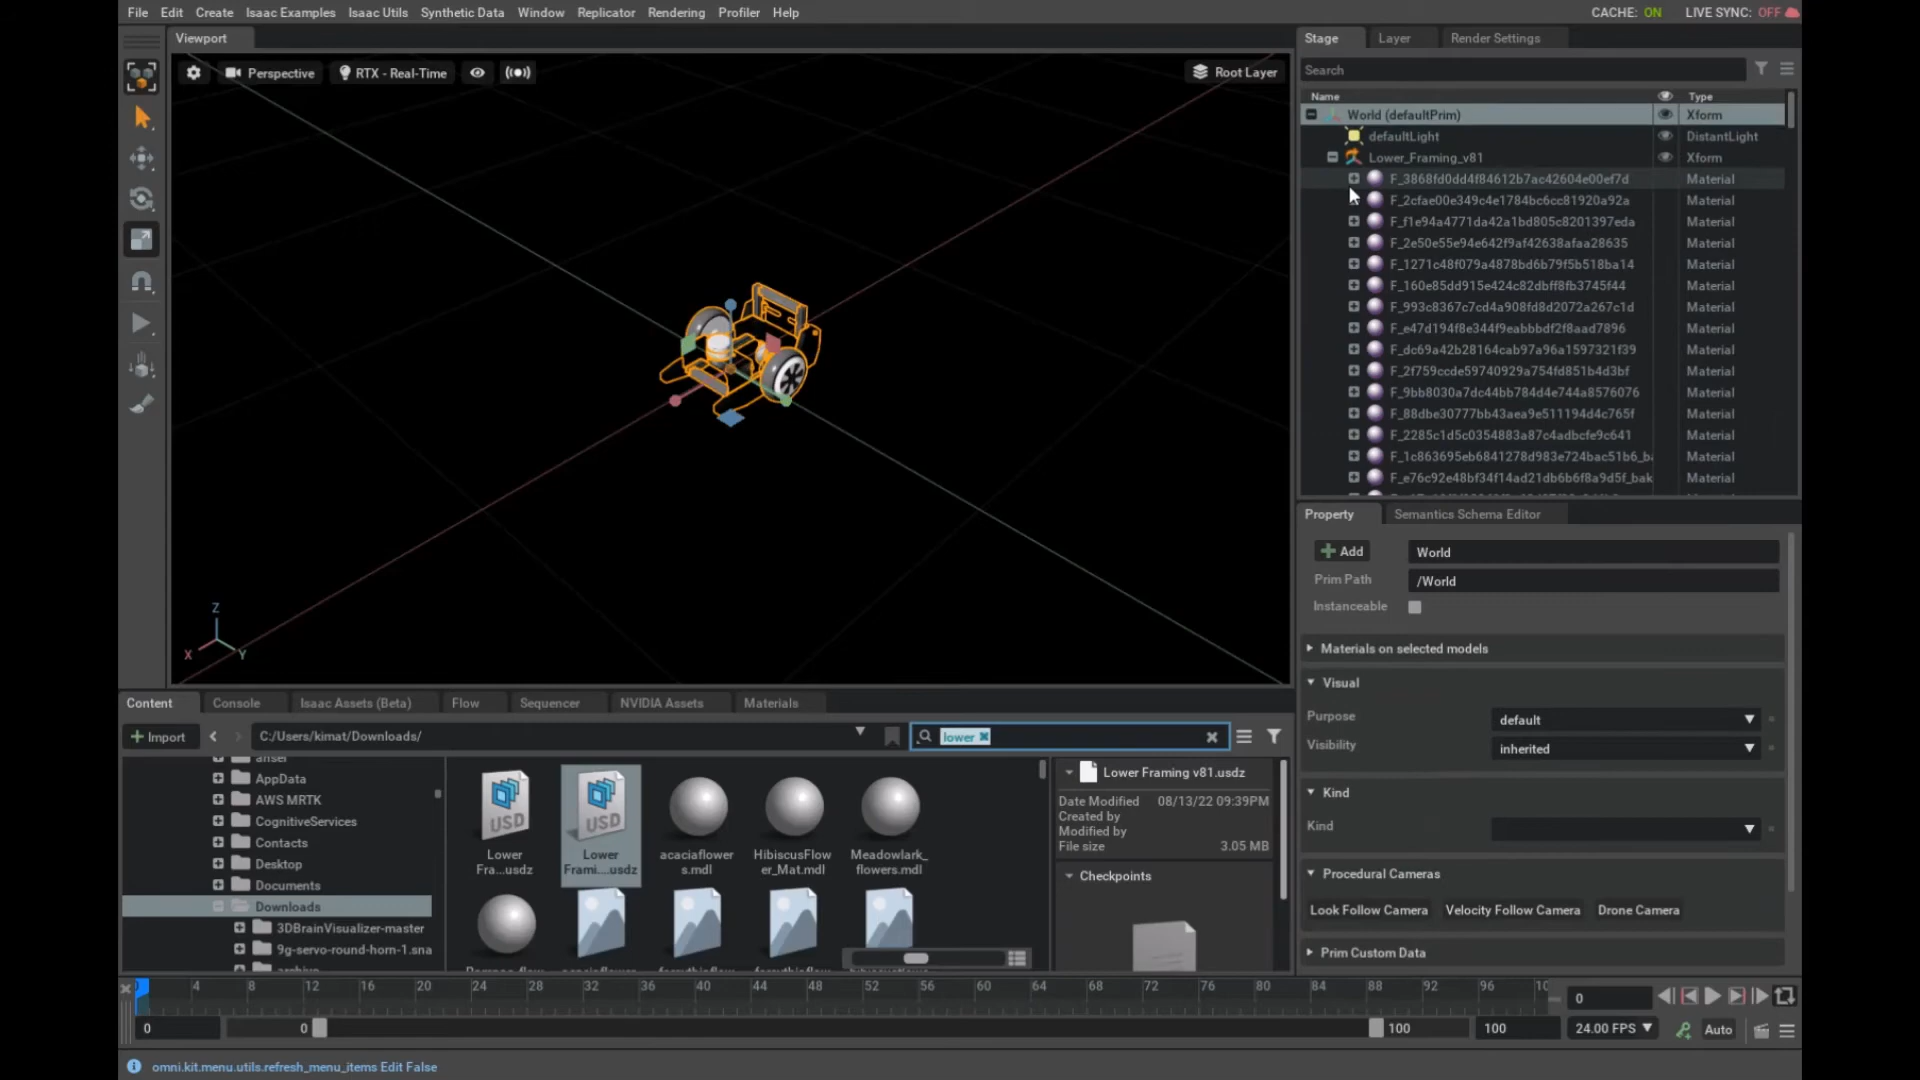 File Edit Create Isaac Examples Isaac Utils Synthetic Data Window Replicator Rendering Profiler Help
CACHE: ON LIVE SYNC: OFF
Viewport
Perspective
RTX - Real-Time
Root Layer
Z
X
Y
Stage Layer Render Settings
Search
Name Type
World (defaultPrim) Xform
defaultLight DistantLight
Lower_Framing_v81 Xform
F_3868fd0dd4f84612b7ac42604e00ef7d Material
F_2cfae00e349c4e1784bc6cc81920a92a Material
F_f1e94a4771da42a1bd805c8201397eda Material
F_2e50e55e94e642f9af42638afaa28635 Material
F_1271c48f079a4878bd6b79f5b518ba14 Material
F_160e85dd915e424c82dbff8fb3745f44 Material
F_993c8367c7cd4a908fd8d2072a267c1d Material
F_e47d194f8e344f9eabbbdf2f8aad7896 Material
F_dc69a42b28164cab97a96a1597321f39 Material
F_2f759ccde59740929a754fd851b4d3bf Material
F_9bb8030a7dc44bb784d4e744a8576076 Material
F_88dbe30777bb43aea9e511194d4c765f Material
F_2285c1d5c0354883a87c4adbcfe9c641 Material
F_1c863695eb6841278d983e724bac51b6_ba Material
F_e76c92e48bf34f14ad21db6b6f8a9d5f_bak Material
Property Semantics Schema Editor
Add World
Prim Path /World
Instanceable
Materials on selected models
Visual
Purpose default
Visibility inherited
Kind
Kind
Procedural Cameras
Look Follow Camera Velocity Follow Camera Drone Camera
Prim Custom Data
Content Console Isaac Assets (Beta) Flow Sequencer NVIDIA Assets Materials
Import C:/Users/kimat/Downloads/ lower
ansel
AppData
AWS MRTK
CognitiveServices
Contacts
Desktop
Documents
Downloads
3DBrainVisualizer-master
9g-servo-round-horn-1.sna
archive
USD
USD
Lower
Fra...usdz
Lower
Frami....usdz
acaciaflower
s.mdl
HibiscusFlow
er_Mat.mdl
Meadowlark_
flowers.mdl
Lower Framing v81.usdz
Date Modified 08/13/22 09:39PM
Created by
Modified by
File size 3.05 MB
Checkpoints
4 8 12 16 20 24 28 32 36 40 44 48 52 56 60 64 68 72 76 80 84 88 92 96 10
0
0 0 100 100
24.00 FPS Auto
omni.kit.menu.utils.refresh_menu_items Edit False